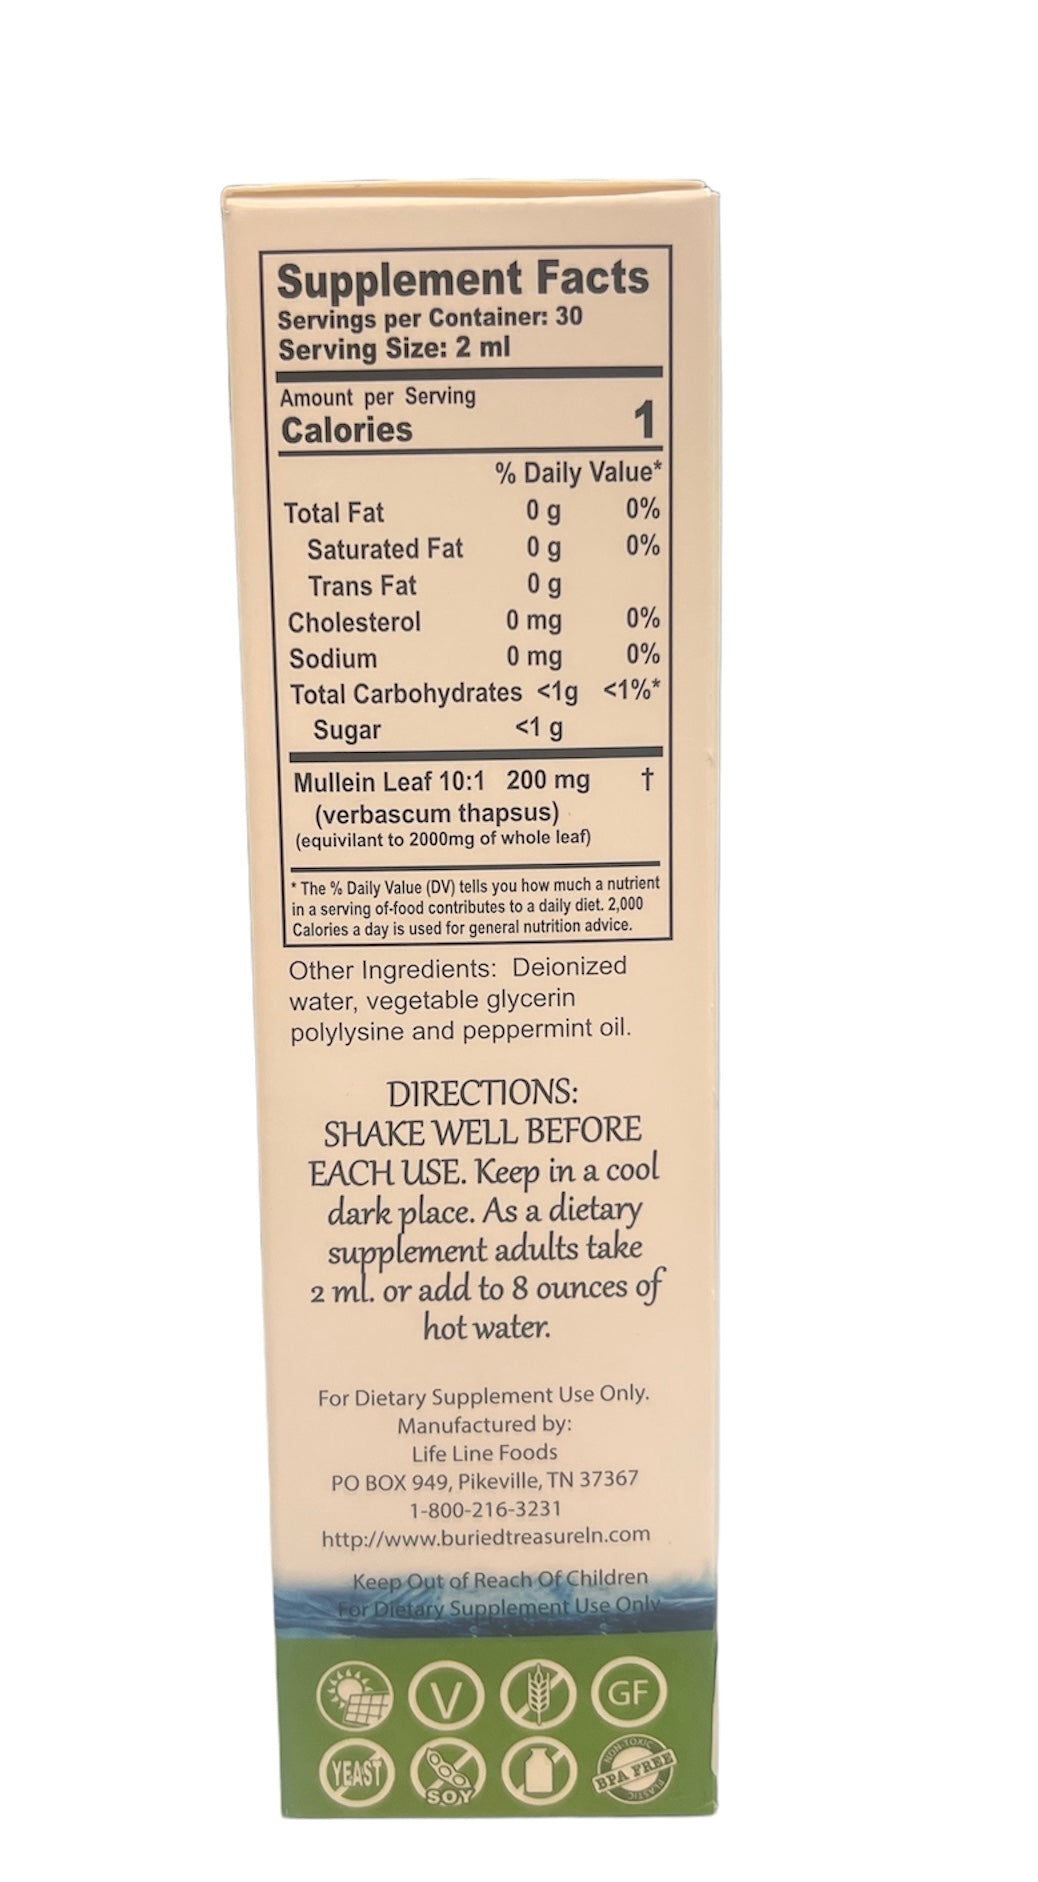 Supplement Facts
Servings per Container: 30
Serving Size: 2 ml
Amount per Serving
Calories 1
% Daily Value*
Total Fat 0 g 0%
Saturated Fat 0 g 0%
Trans Fat 0 g
Cholesterol 0 mg 0%
Sodium 0 mg 0%
Total Carbohydrates <1g <1%*
Sugar <1 g
Mullein Leaf 10:1 200 mg †
(verbascum thapsus)
(equivilant to 2000mg of whole leaf)
* The % Daily Value (DV) tells you how much a nutrient
in a serving of-food contributes to a daily diet. 2,000
Calories a day is used for general nutrition advice.
Other Ingredients: Deionized
water, vegetable glycerin
polylysine and peppermint oil.
DIRECTIONS:
SHAKE WELL BEFORE
EACH USE. Keep in a cool
dark place. As a dietary
supplement adults take
2 ml. or add to 8 ounces of
hot water.
For Dietary Supplement Use Only.
Manufactured by:
Life Line Foods
PO BOX 949, Pikeville, TN 37367
1-800-216-3231
http://www.buriedtreasureln.com
Keep Out of Reach Of Children
For Dietary Supplement Use Only
V
GF
YEAST
SOY
NON-TOXIC
BPA FREE
PLASTIC